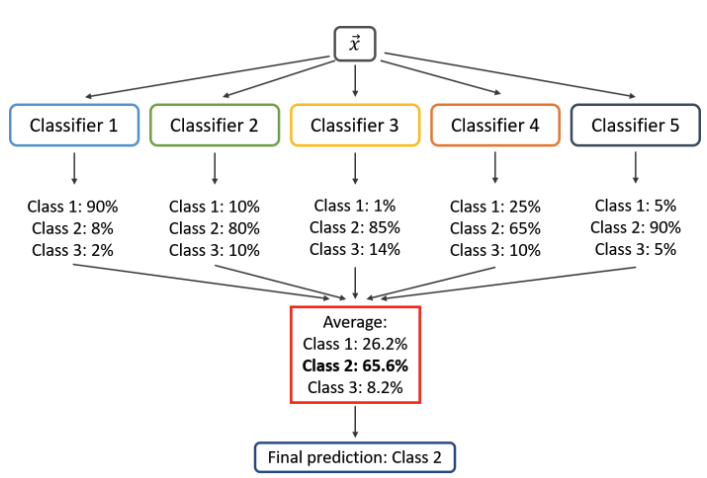 x⃗
Classifier 1
Classifier 2
Classifier 3
Classifier 4
Classifier 5
Class 1: 90%
Class 2: 8%
Class 3: 2%
Class 1: 10%
Class 2: 80%
Class 3: 10%
Class 1: 1%
Class 2: 85%
Class 3: 14%
Class 1: 25%
Class 2: 65%
Class 3: 10%
Class 1: 5%
Class 2: 90%
Class 3: 5%
Average:
Class 1: 26.2%
Class 2: 65.6%
Class 3: 8.2%
Final prediction: Class 2